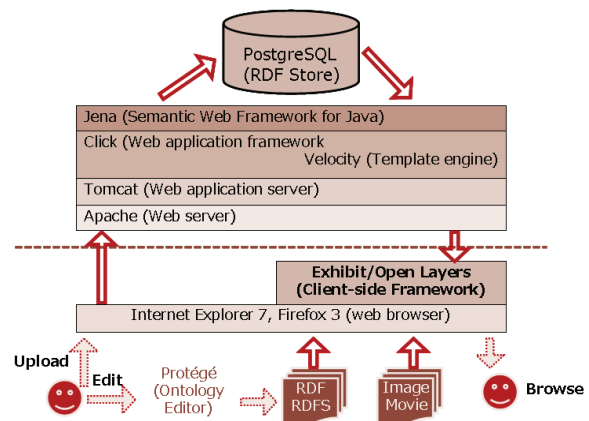 PostgreSQL
(RDF Store)
Jena (Semantic Web Framework for Java)
Click (Web application framework
Velocity (Template engine)
Tomcat (Web application server)
Apache (Web server)
Exhibit/Open Layers
(Client-side Framework)
Internet Explorer 7, Firefox 3 (web browser)
Upload
Edit
Protégé
(Ontology
Editor)
RDF
RDFS
Image
Movie
Browse